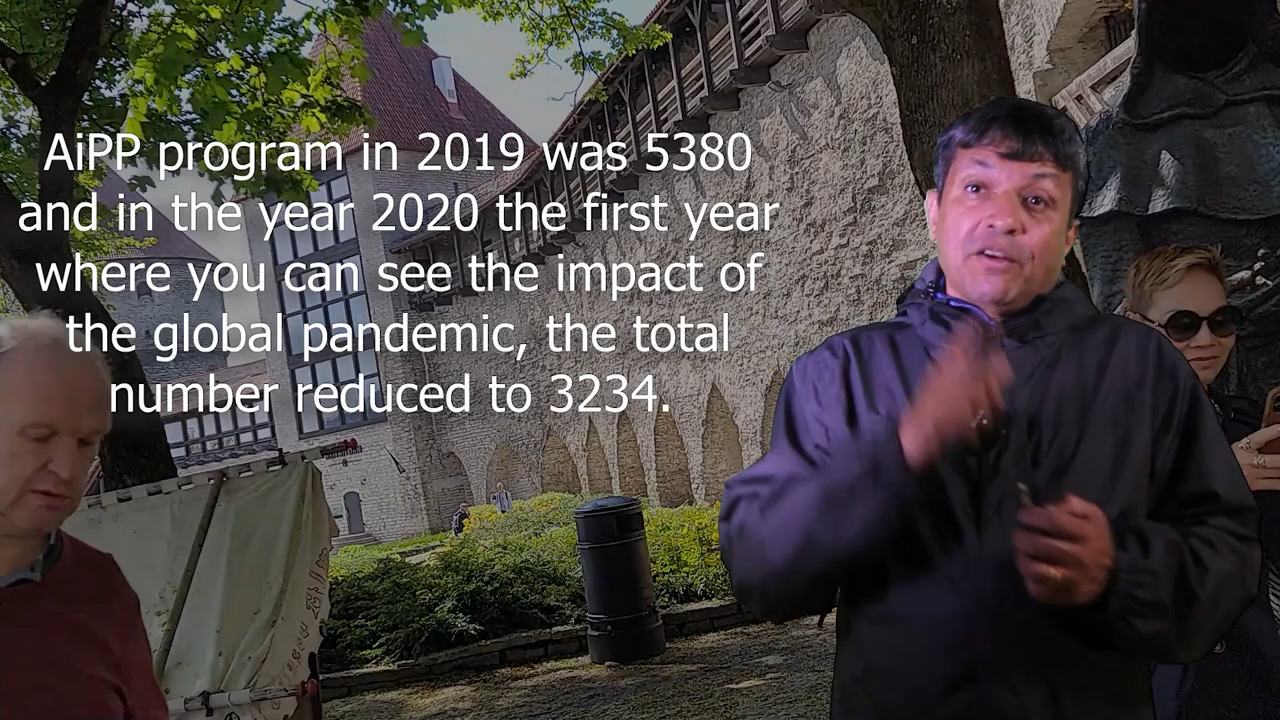 AiPP program in 2019 was 5380
and in the year 2020 the first year
where you can see the impact of
the global pandemic, the total
number reduced to 3234.